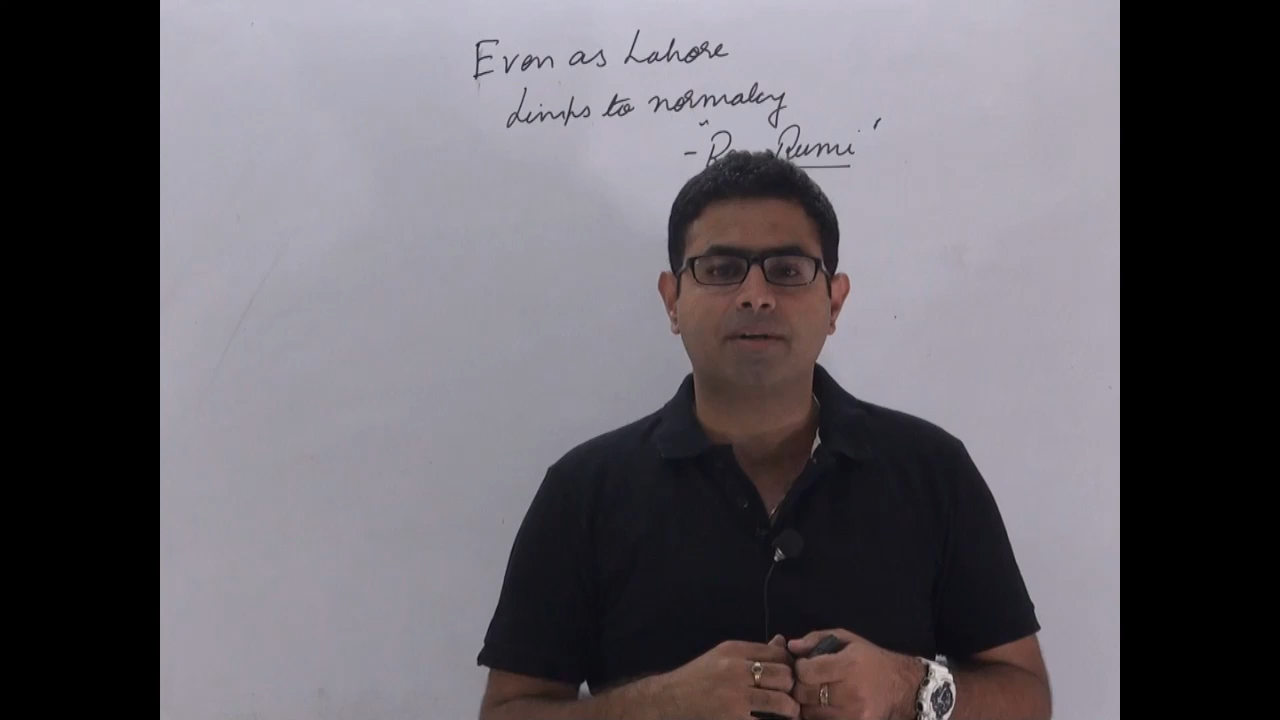 Even as Lahore
Limps to normalcy
- " Rumi "